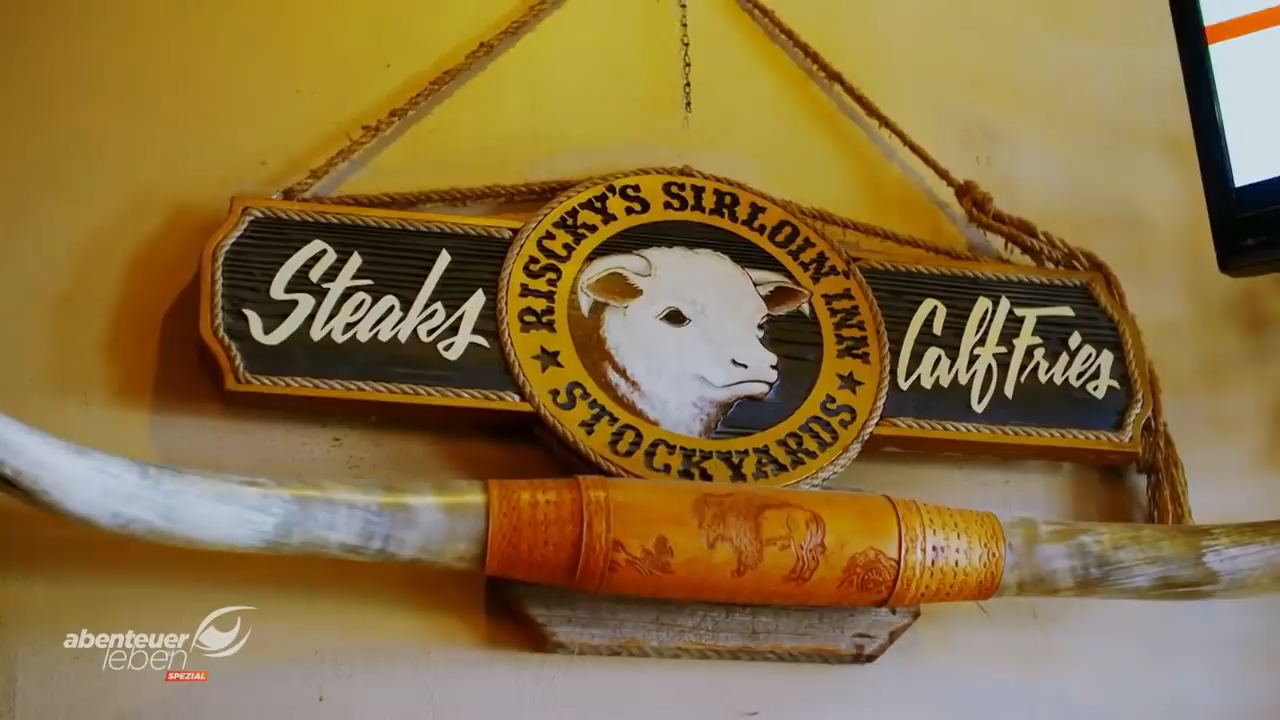 Steaks
RISCKY'S SIRLOIN INN
STOCKYARDS
Calf Fries
abenteuer
leben
SPEZIAL